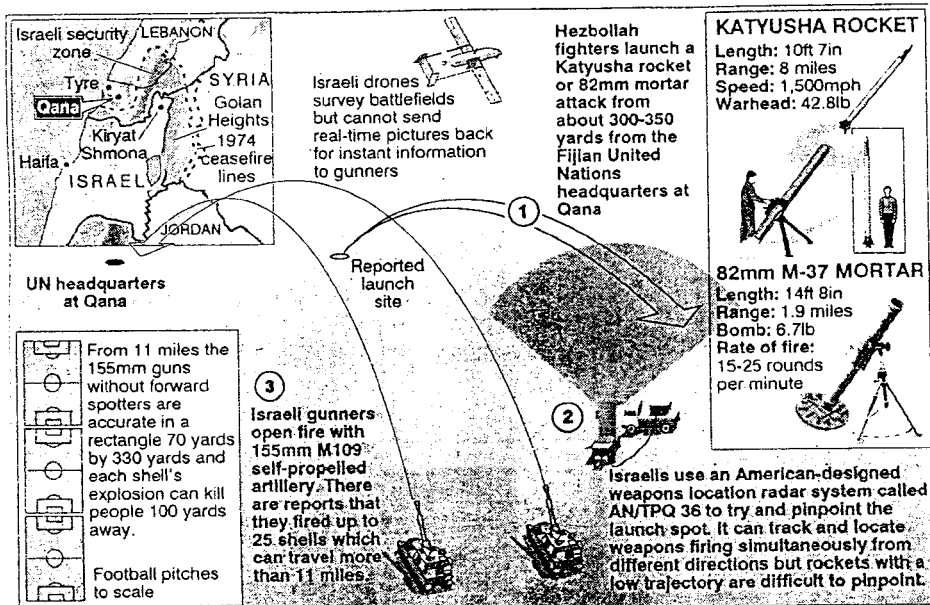 Israeli security
zone
LEBANON
Tyre
SYRIA
Qana
Golan
Heights
Kiryat
Shmona
1974
ceasefire
lines
Haifa
ISRAEL
JORDAN
UN headquarters
at Qana
Israeli drones
survey battlefields
but cannot send
real-time pictures back
for instant information
to gunners
Reported
launch
site
Hezbollah
fighters launch a
Katyusha rocket
or 82mm mortar
attack from
about 300-350
yards from the
Fijian United
Nations
headquarters at
Qana
1
KATYUSHA ROCKET
Length: 10ft 7in
Range: 8 miles
Speed: 1,500mph
Warhead: 42.8lb
82mm M-37 MORTAR
Length: 14ft 8in
Range: 1.9 miles
Bomb: 6.7lb
Rate of fire:
15-25 rounds
per minute
From 11 miles the
155mm guns
without forward
spotters are
accurate in a
rectangle 70 yards
by 330 yards and
each shell's
explosion can kill
people 100 yards
away.
Football pitches
to scale
3
Israeli gunners
open fire with
155mm M109
self-propelled
artillery. There
are reports that
they fired up to
25 shells which
can travel more
than 11 miles.
2
Israelis use an American-designed
weapons location radar system called
AN/TPQ 36 to try and pinpoint the
launch spot. It can track and locate
weapons firing simultaneously from
different directions but rockets with a
low trajectory are difficult to pinpoint.